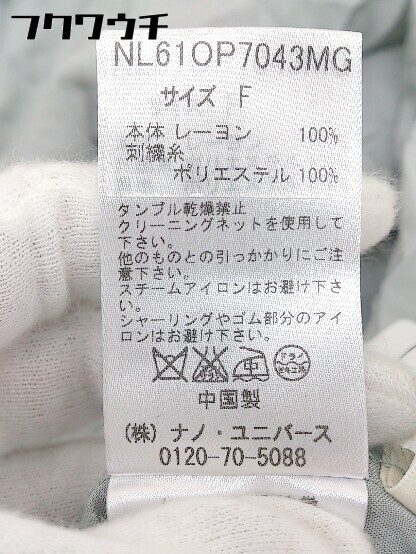 フクワウチ
NL61OP7043MG
サイズ F
本体 レーヨン 100%
刺繍糸
ポリエステル 100%
タンブル乾燥禁止
クリーニングネットを使用して
下さい。
他のものとの引っかかりにご注
意下さい。
スチームアイロンはお避け下さ
い。
シャーリングやゴム部分のアイ
ロンはお避け下さい。
中
ドライ
セキユ系
中国製
(株) ナノ・ユニバース
0120-70-5088